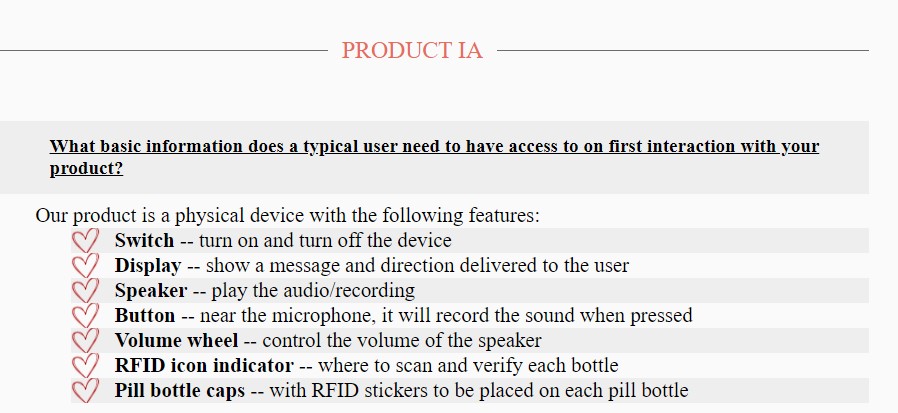 PRODUCT IA
What basic information does a typical user need to have access to on first interaction with your
product?
Our product is a physical device with the following features:
Switch -- turn on and turn off the device
Display -- show a message and direction delivered to the user
Speaker -- play the audio/recording
Button -- near the microphone, it will record the sound when pressed
Volume wheel -- control the volume of the speaker
RFID icon indicator -- where to scan and verify each bottle
Pill bottle caps -- with RFID stickers to be placed on each pill bottle